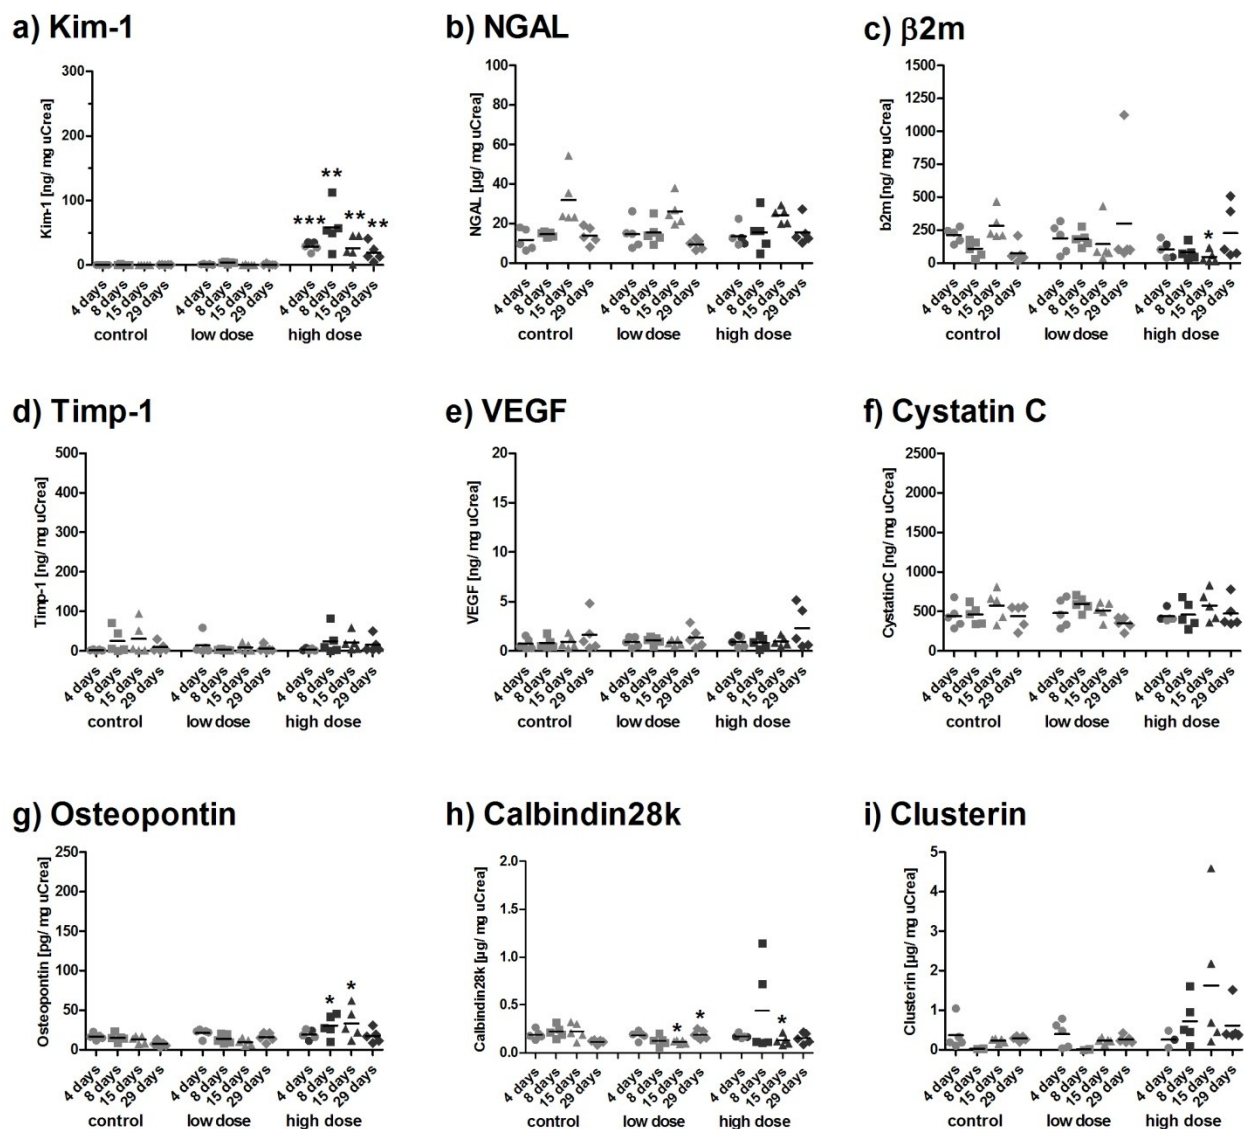 a) Kim-1
Kim-1 [ng/ mg uCrea]
300
200
100
0
***
**
**
**
4 days
8 days
15 days
29 days
4 days
8 days
15 days
29 days
4 days
8 days
15 days
29 days
control
low dose
high dose
b) NGAL
NGAL [µg/ mg uCrea]
100
80
60
40
20
0
4 days
8 days
15 days
29 days
4 days
8 days
15 days
29 days
4 days
8 days
15 days
29 days
control
low dose
high dose
c) β2m
b2m [ng/ mg uCrea]
1500
1250
1000
750
500
250
0
*
4 days
8 days
15 days
29 days
4 days
8 days
15 days
29 days
4 days
8 days
15 days
29 days
control
low dose
high dose
d) Timp-1
Timp-1 [ng/ mg uCrea]
500
400
300
200
100
0
4 days
8 days
15 days
29 days
4 days
8 days
15 days
29 days
4 days
8 days
15 days
29 days
control
low dose
high dose
e) VEGF
VEGF [ng/ mg uCrea]
20
15
10
5
0
4 days
8 days
15 days
29 days
4 days
8 days
15 days
29 days
4 days
8 days
15 days
29 days
control
low dose
high dose
f) Cystatin C
CystatinC [ng/ mg uCrea]
2500
2000
1500
1000
500
0
4 days
8 days
15 days
29 days
4 days
8 days
15 days
29 days
4 days
8 days
15 days
29 days
control
low dose
high dose
g) Osteopontin
Osteopontin [pg/ mg uCrea]
250
200
150
100
50
0
*
*
4 days
8 days
15 days
29 days
4 days
8 days
15 days
29 days
4 days
8 days
15 days
29 days
control
low dose
high dose
h) Calbindin28k
Calbindin28k [µg/ mg uCrea]
2.0
1.5
1.0
0.5
0.0
*
*
*
4 days
8 days
15 days
29 days
4 days
8 days
15 days
29 days
4 days
8 days
15 days
29 days
control
low dose
high dose
i) Clusterin
Clusterin [µg/ mg uCrea]
5
4
3
2
1
0
4 days
8 days
15 days
29 days
4 days
8 days
15 days
29 days
4 days
8 days
15 days
29 days
control
low dose
high dose